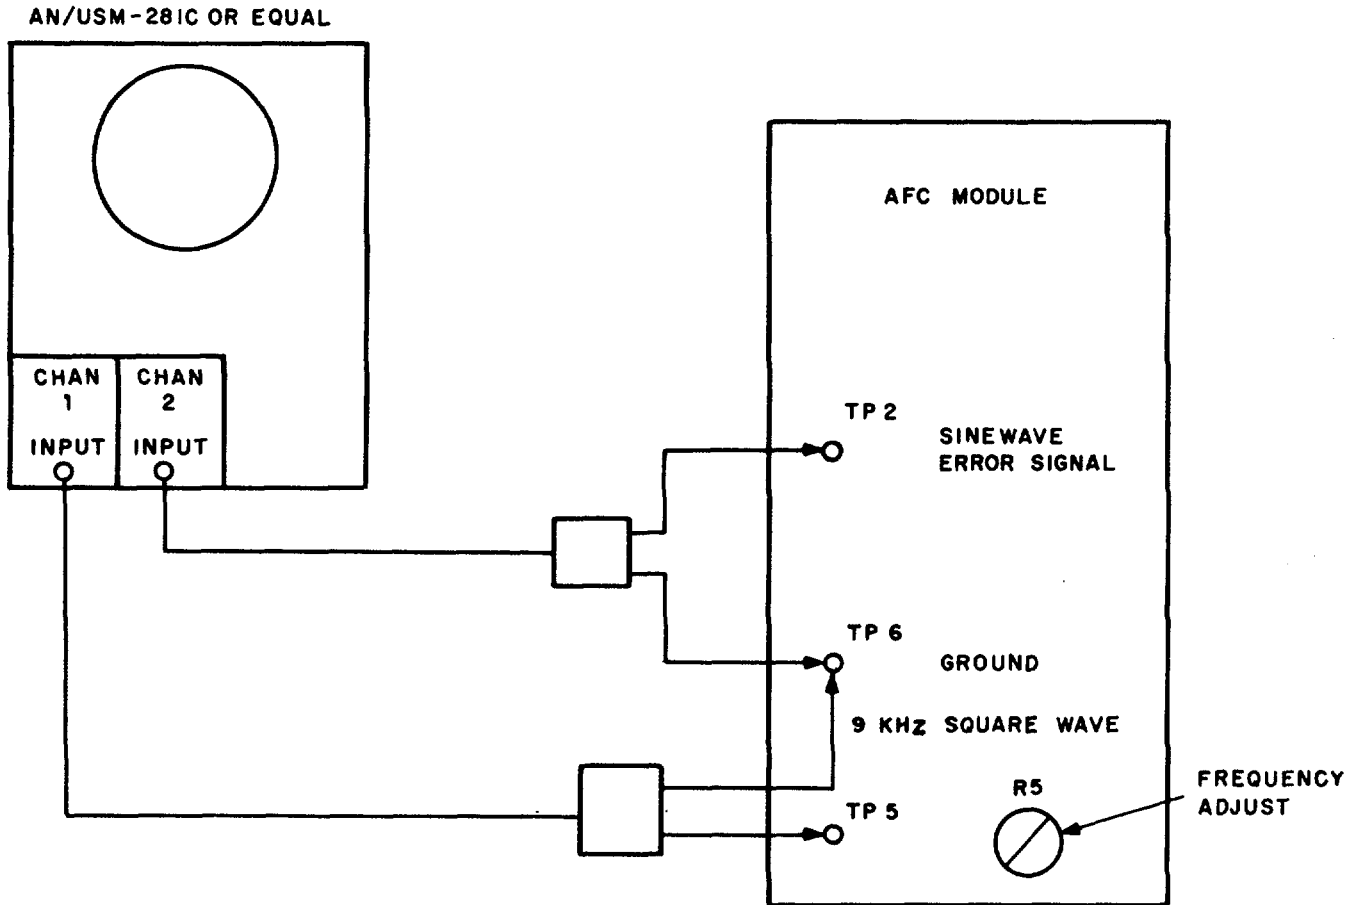 AN/USM-281C OR EQUAL
CHAN
1
INPUT
CHAN
2
INPUT
AFC MODULE
TP 2
SINEWAVE
ERROR SIGNAL
TP 6
GROUND
9 KHz SQUARE WAVE
TP 5
R5
FREQUENCY
ADJUST